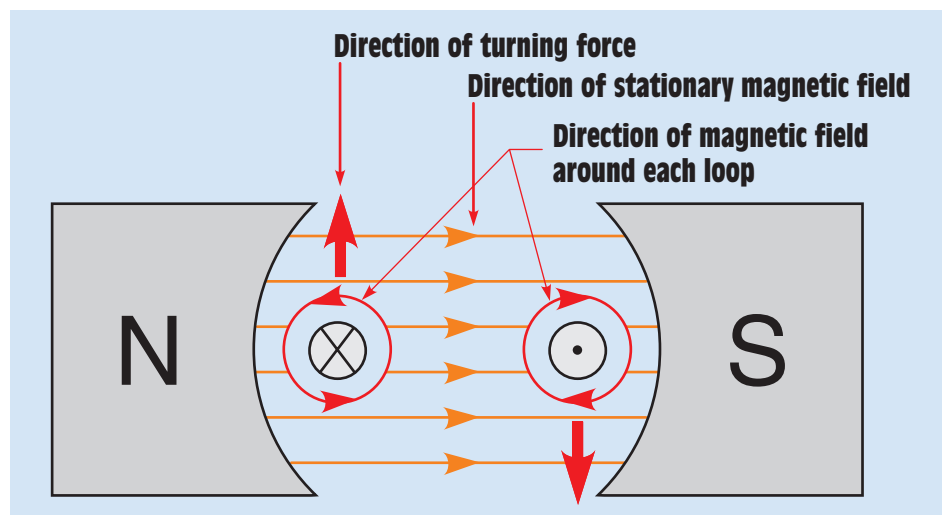 Direction of turning force
Direction of stationary magnetic field
Direction of magnetic field
around each loop
N
S